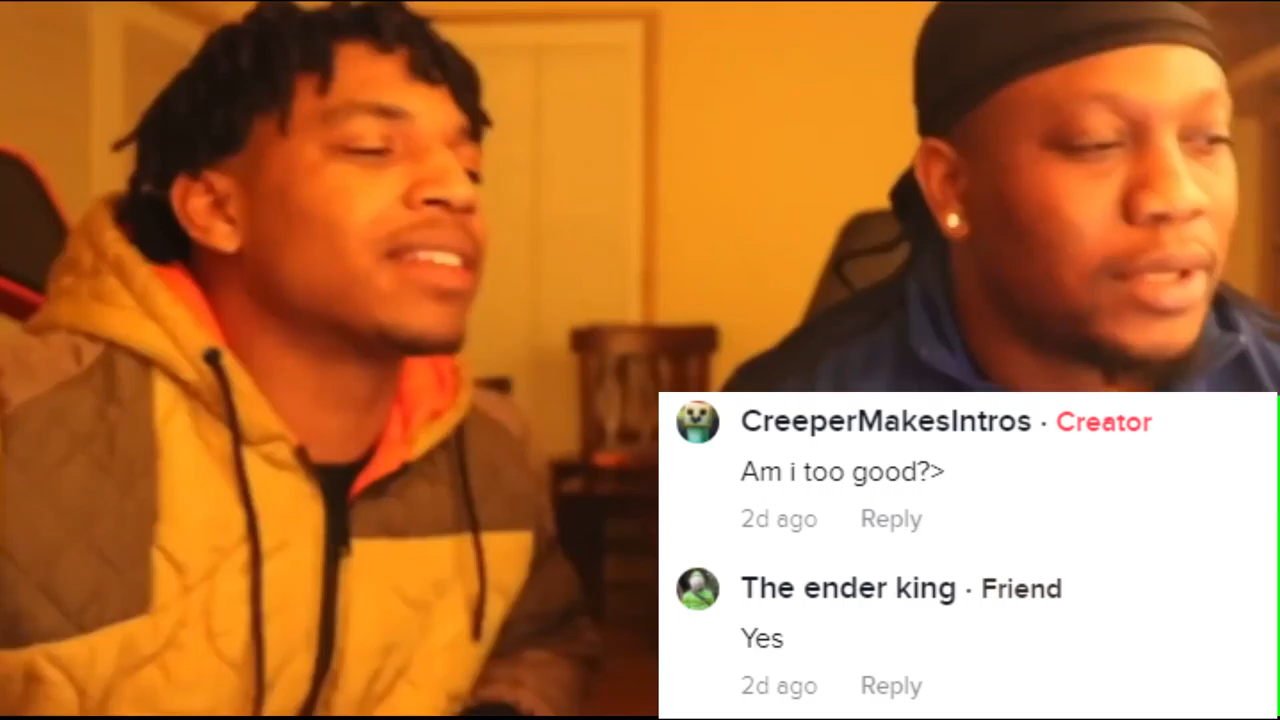 CreeperMakesIntros · Creator
Am i too good?>
2d ago Reply
The ender king · Friend
Yes
2d ago Reply